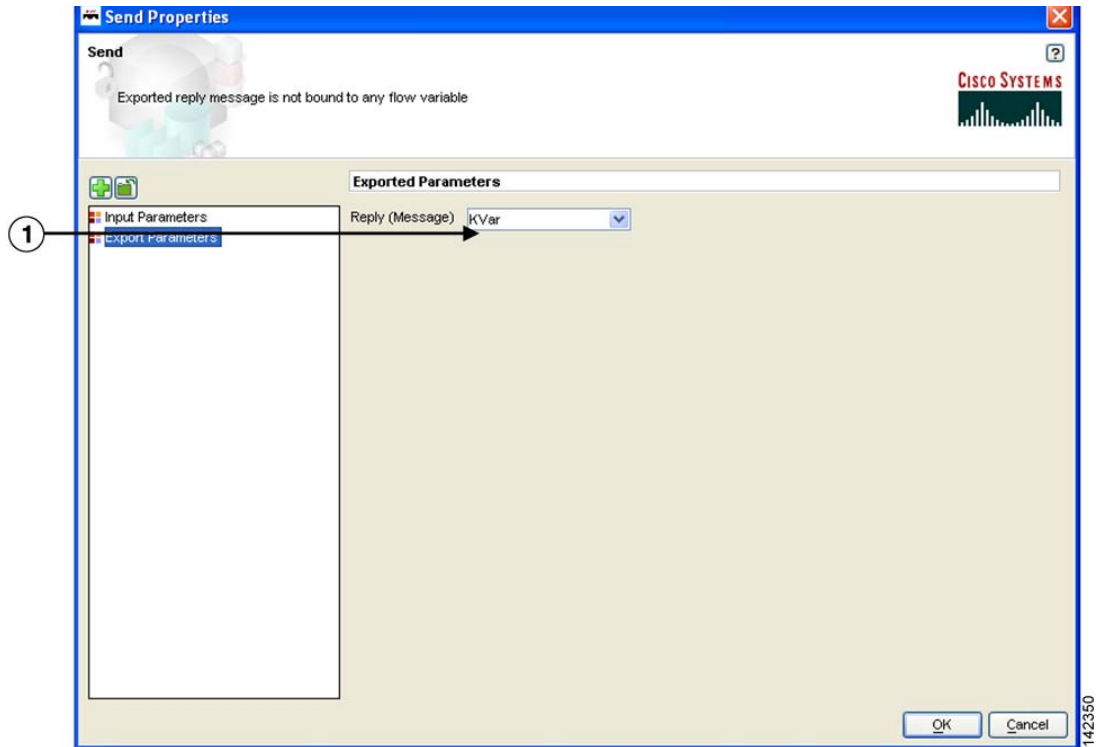 Send Properties
Send
?
CISCO SYSTEMS
Exported reply message is not bound to any flow variable
Exported Parameters
Input Parameters
Reply (Message) KVar
1
Export Parameters
OK Cancel
142350